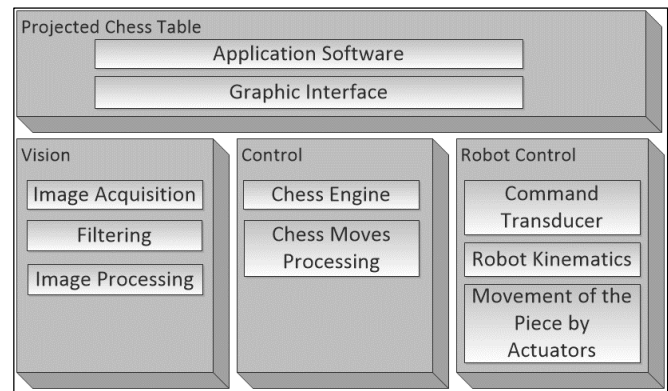 Projected Chess Table
Application Software
Graphic Interface
Vision
Image Acquisition
Filtering
Image Processing
Control
Chess Engine
Chess Moves
Processing
Robot Control
Command
Transducer
Robot Kinematics
Movement of the
Piece by
Actuators